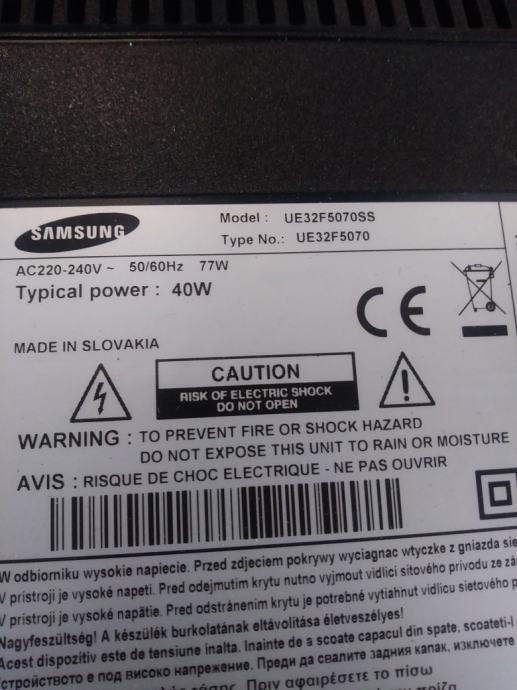 SAMSUNG
Model : UE32F5070SS
Type No.: UE32F5070
AC220-240V ~ 50/60Hz 77W
Typical power : 40W
CE
MADE IN SLOVAKIA
CAUTION
RISK OF ELECTRIC SHOCK
DO NOT OPEN
WARNING : TO PREVENT FIRE OR SHOCK HAZARD
DO NOT EXPOSE THIS UNIT TO RAIN OR MOISTURE
AVIS : RISQUE DE CHOC ELECTRIQUE - NE PAS OUVRIR
W odbiorniku wysokie napiecie. Przed zdjeciem pokrywy wyciagnac wtyczke z gniazda sie
V prístroji je vysoké napetí. Pred odejmutím krytu nutno vyjmout vidlici sítového prívodu ze zá
V prístroji je vysoké napätie. Pred odstránením krytu je potrebné vytiahnut vidlicu sietového p
Nagyfeszültség! A készülék burkolatának eltávolítása életveszélyes!
Acest dispozitiv este de tensiune inalta. Inainte de a scoate capacul din spate, scoateti-l
устройството е под високо напрежение. Преди да свалите задния капак, изключете
Πριν αφαιρέσετε το πίσω